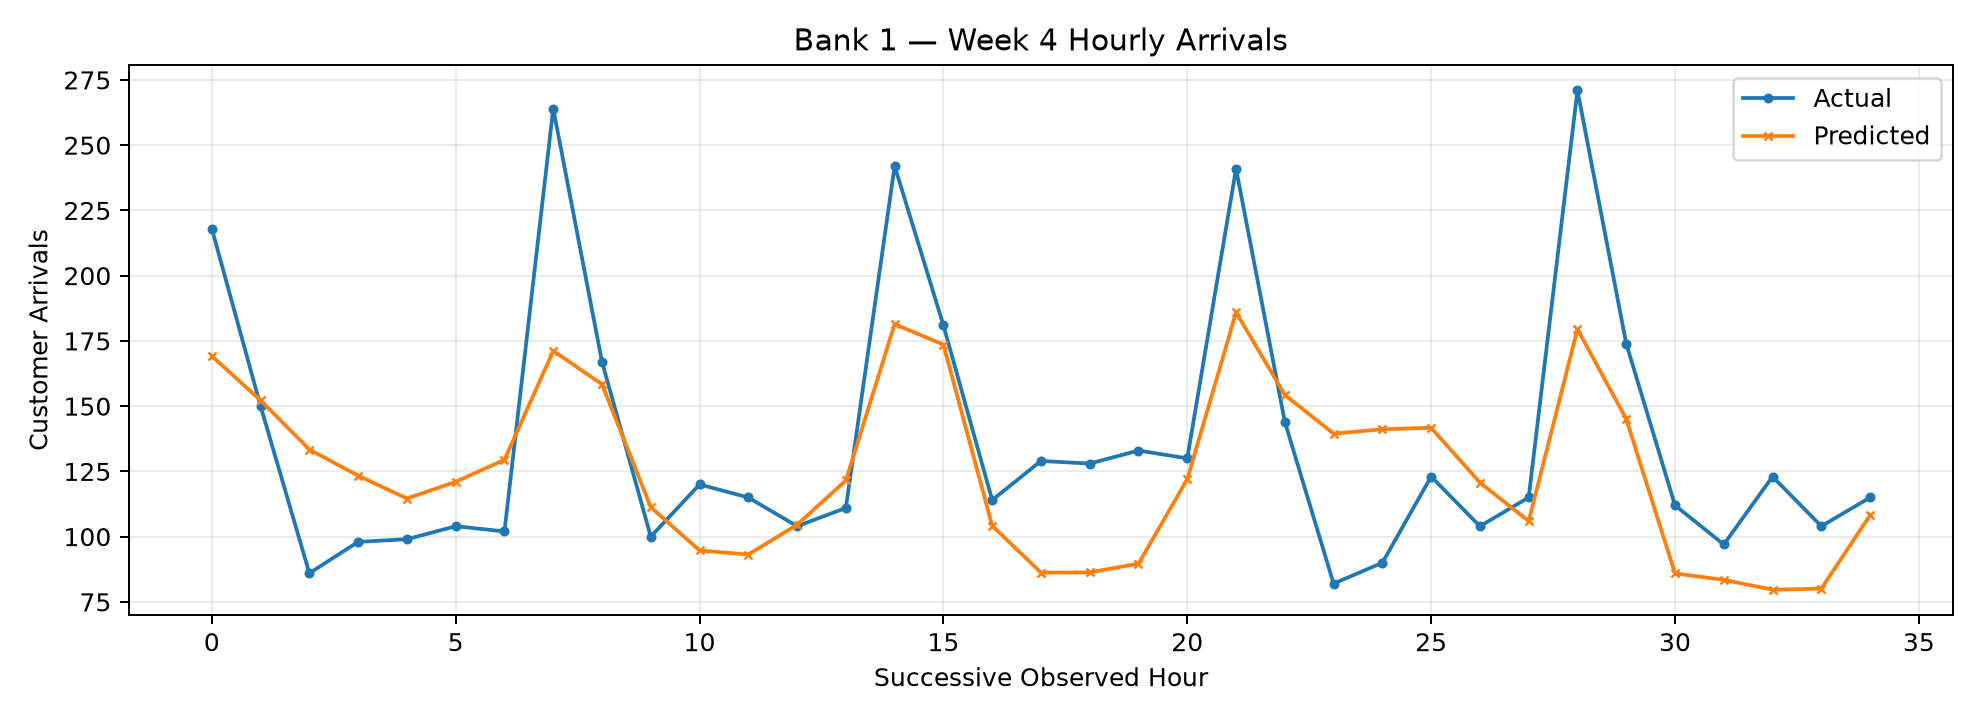 Bank 1 — Week 4 Hourly Arrivals
Actual
Predicted
Customer Arrivals
275
250
225
200
175
150
125
100
75
0 5 10 15 20 25 30 35
Successive Observed Hour